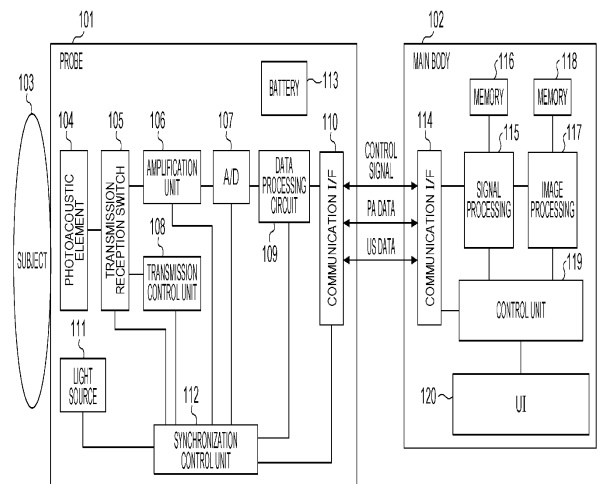 101
PROBE
103
SUBJECT
104
PHOTOACOUSTIC
ELEMENT
105
TRANSMISSION
RECEPTION SWITCH
106
AMPLIFICATION
UNIT
107
A/D
108
TRANSMISSION
CONTROL UNIT
DATA
PROCESSING
CIRCUIT
109
BATTERY
113
110
COMMUNICATION I/F
111
LIGHT
SOURCE
112
SYNCHRONIZATION
CONTROL UNIT
CONTROL
SIGNAL
PA DATA
US DATA
102
MAIN BODY
114
COMMUNICATION I/F
116
MEMORY
115
SIGNAL
PROCESSING
118
MEMORY
117
IMAGE
PROCESSING
119
CONTROL UNIT
120
UI